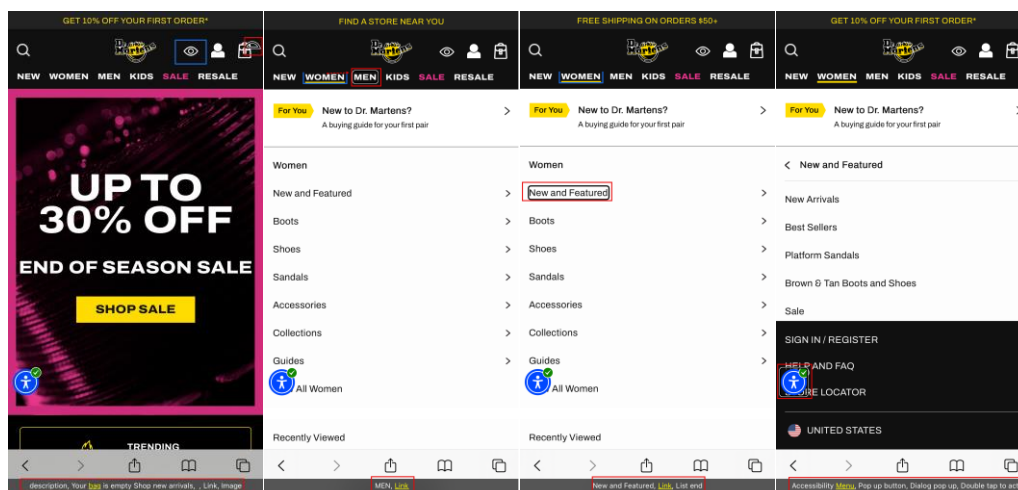 GET 10% OFF YOUR FIRST ORDER*
NEW WOMEN MEN KIDS SALE RESALE
UP TO
30% OFF
END OF SEASON SALE
SHOP SALE
TRENDING
description, Your bag is empty Shop new arrivals, , Link, Image
FIND A STORE NEAR YOU
NEW WOMEN MEN KIDS SALE RESALE
For You New to Dr. Martens?
A buying guide for your first pair
Women
New and Featured
Boots
Shoes
Sandals
Accessories
Collections
Guides
All Women
Recently Viewed
MEN, Link
FREE SHIPPING ON ORDERS $50+
NEW WOMEN MEN KIDS SALE RESALE
For You New to Dr. Martens?
A buying guide for your first pair
Women
New and Featured
Boots
Shoes
Sandals
Accessories
Collections
Guides
All Women
Recently Viewed
New and Featured, Link, List end
GET 10% OFF YOUR FIRST ORDER*
NEW WOMEN MEN KIDS SALE RESALE
For You New to Dr. Martens?
A buying guide for your first pair
New and Featured
New Arrivals
Best Sellers
Platform Sandals
Brown & Tan Boots and Shoes
Sale
SIGN IN / REGISTER
HELP AND FAQ
LOCATOR
UNITED STATES
Accessibility Menu, Pop up button, Dialog pop up, Double tap to